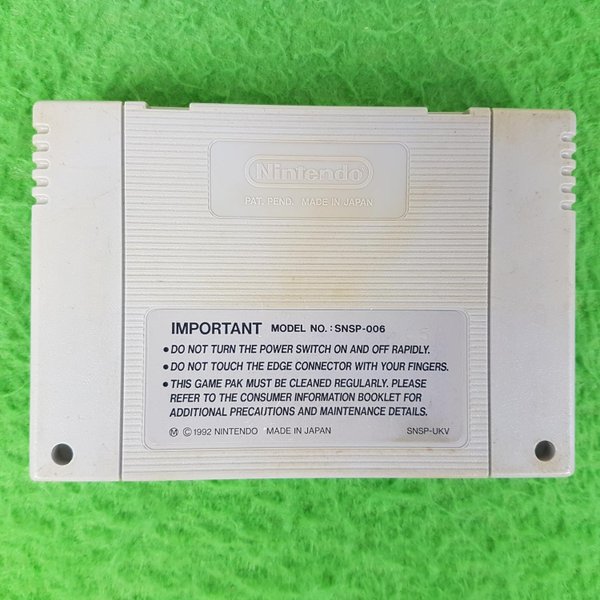 Nintendo®
PAT. PEND. MADE IN JAPAN
IMPORTANT MODEL NO. : SNSP-006
• DO NOT TURN THE POWER SWITCH ON AND OFF RAPIDLY.
• DO NOT TOUCH THE EDGE CONNECTOR WITH YOUR FINGERS.
• THIS GAME PAK MUST BE CLEANED REGULARLY. PLEASE
REFER TO THE CONSUMER INFORMATION BOOKLET FOR
ADDITIONAL PRECAUITONS AND MAINTENANCE DETAILS.
Ⓜ © 1992 NINTENDO MADE IN JAPAN SNSP-UKV